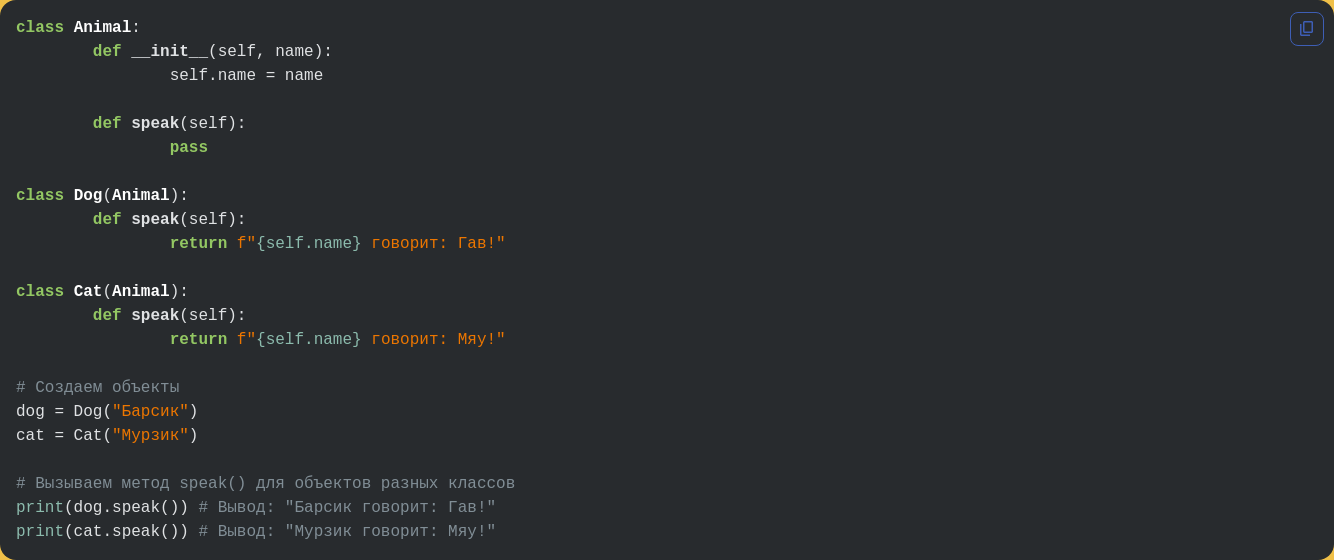 class Animal:
        def __init__(self, name):
                self.name = name

        def speak(self):
                pass

class Dog(Animal):
        def speak(self):
                return f"{self.name} говорит: Гав!"

class Cat(Animal):
        def speak(self):
                return f"{self.name} говорит: Мяу!"

# Создаем объекты
dog = Dog("Барсик")
cat = Cat("Мурзик")

# Вызываем метод speak() для объектов разных классов
print(dog.speak()) # Вывод: "Барсик говорит: Гав!"
print(cat.speak()) # Вывод: "Мурзик говорит: Мяу!"